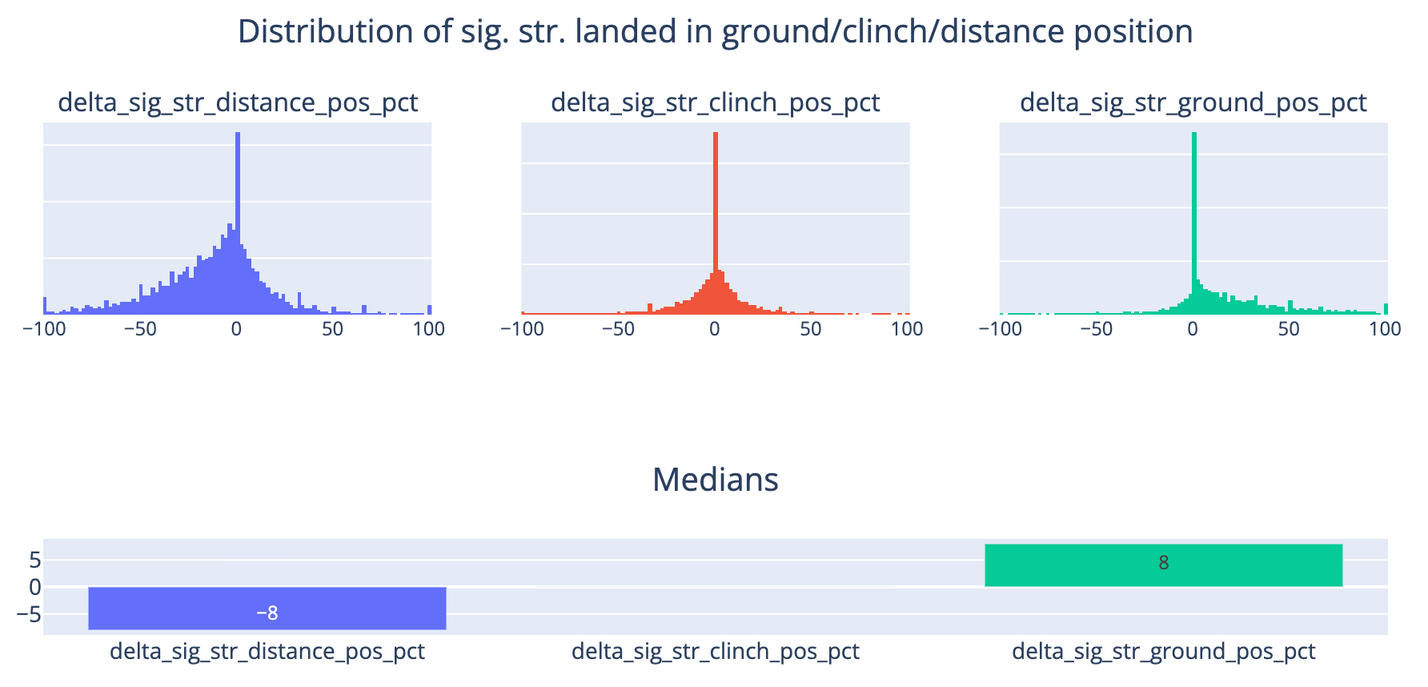 Distribution of sig. str. landed in ground/clinch/distance position
delta_sig_str_distance_pos_pct
delta_sig_str_clinch_pos_pct
delta_sig_str_ground_pos_pct
−100 −50 0 50 100
−100 −50 0 50 100
−100 −50 0 50 100
Medians
5
0
−5
−8
8
delta_sig_str_distance_pos_pct
delta_sig_str_clinch_pos_pct
delta_sig_str_ground_pos_pct